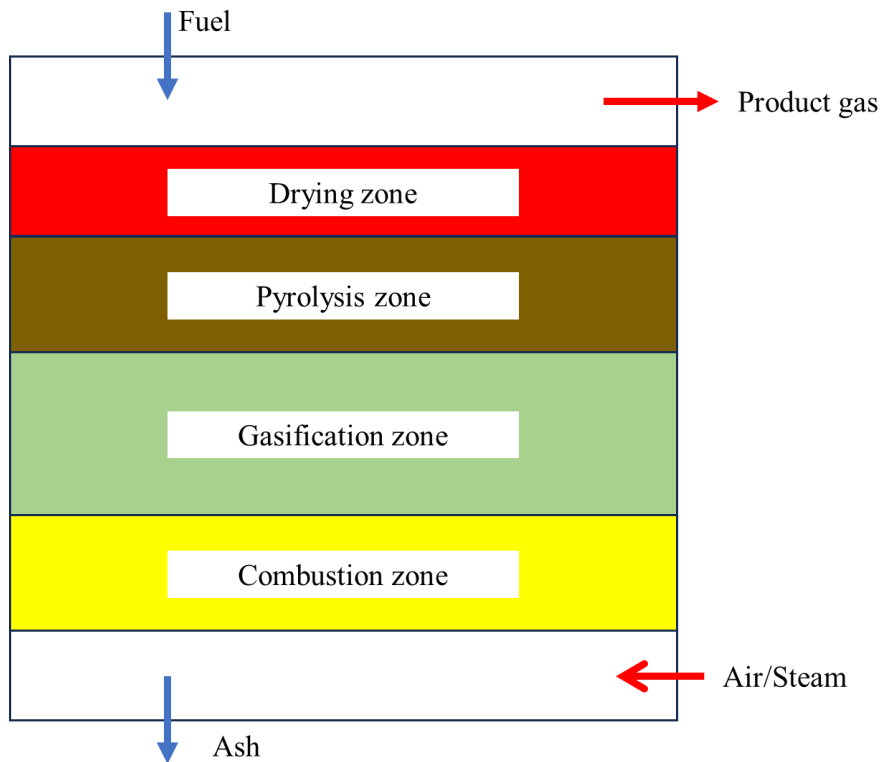 Fuel
Product gas
Drying zone
Pyrolysis zone
Gasification zone
Combustion zone
Air/Steam
Ash